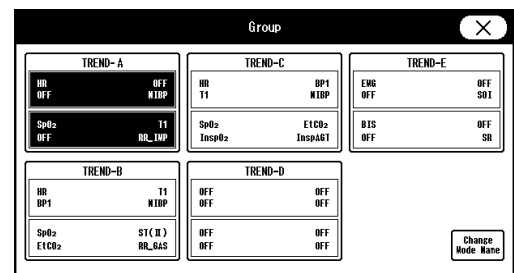 Group
TREND-A
HR OFF
OFF NIBP
SpO₂ T1
OFF RR_IMP
TREND-C
HR BP1
T1 NIBP
SpO₂ EtCO₂
InspO₂ InspAGT
TREND-E
EMG OFF
OFF SQI
BIS OFF
OFF SR
TREND-B
HR T1
BP1 NIBP
SpO₂ ST(Ⅱ)
EtCO₂ RR_GAS
TREND-D
OFF OFF
OFF OFF
OFF OFF
OFF OFF
Change
Mode Name